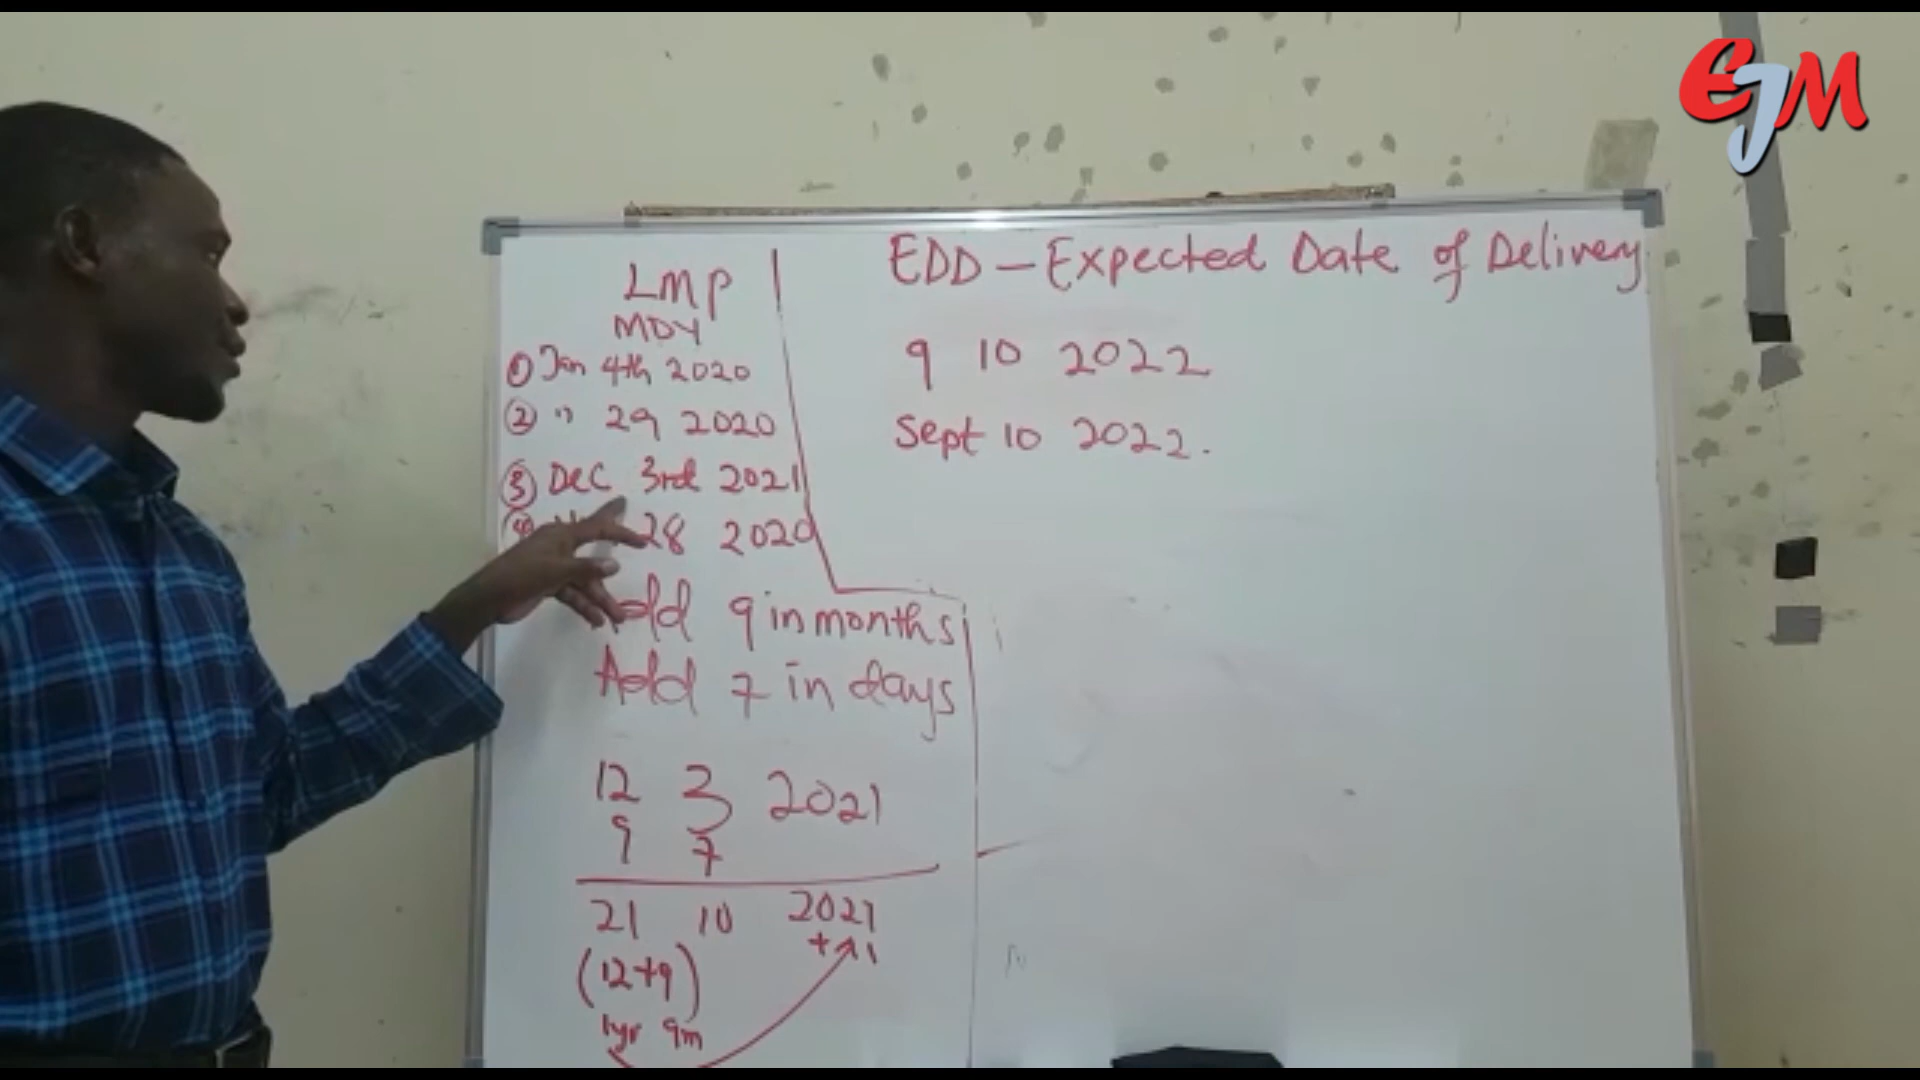 EJM
LMP
MDY
① Jan 4th 2020
② " 29 2020
③ Dec 3rd 2021
28 2020
Add 9 in months
Add 7 in days
12 3 2021
9 7
21 10 2021
+ 1
(12+9)
1yr 9m
EDD – Expected Date of Delivery
9 10 2022
Sept 10 2022.